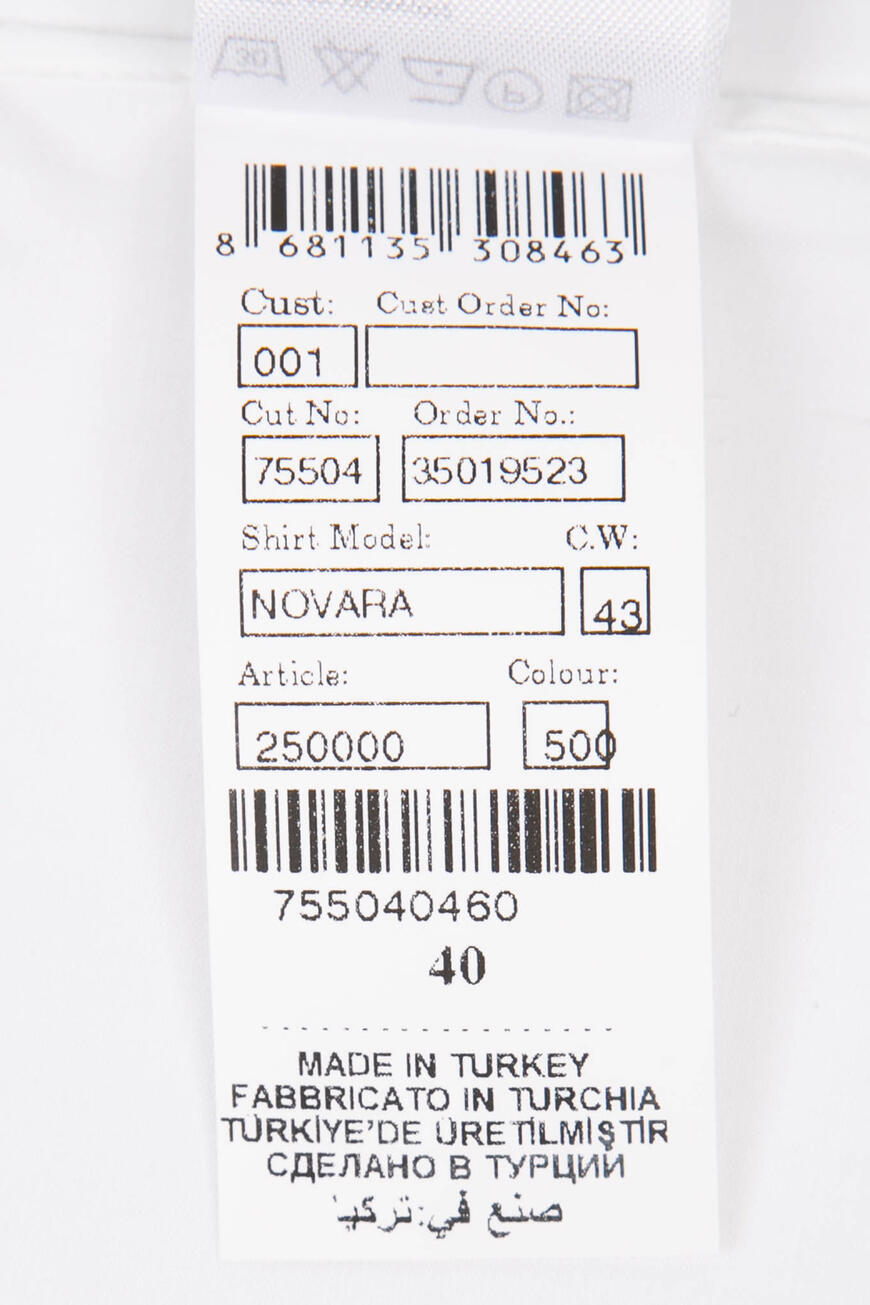 30
P
8 681135 308463
Cust: Cust Order No:
001
Cut No: Order No.:
75504 35019523
Shirt Model: C.W:
NOVARA 43
Article: Colour:
250000 500
755040460
40
MADE IN TURKEY
FABBRICATO IN TURCHIA
TÜRKİYE'DE ÜRETİLMİŞTİR
СДЕЛАНО В ТУРЦИИ
صنع في: تركيا